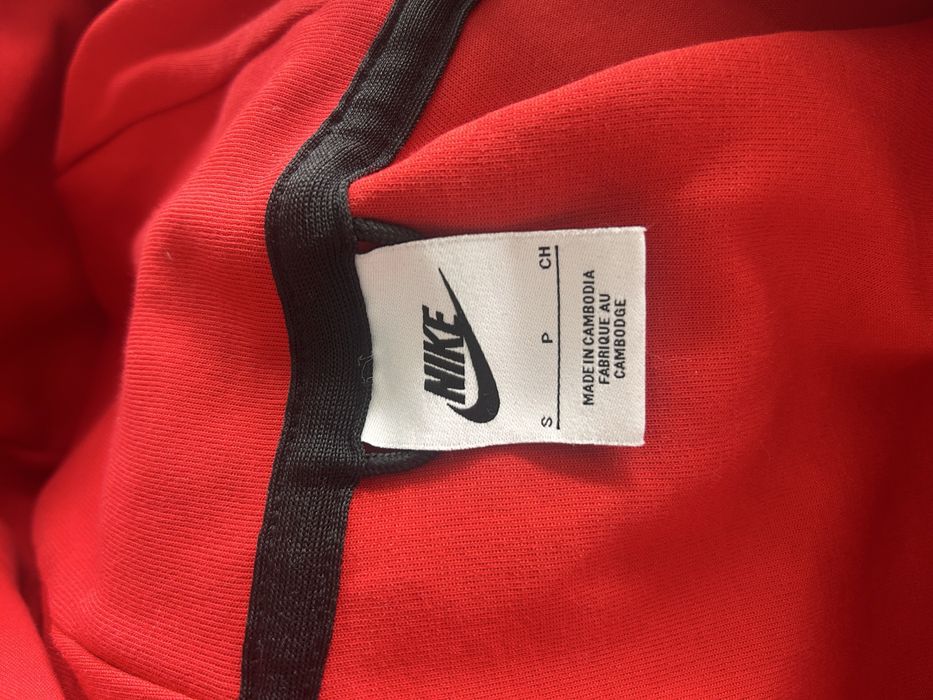 NIKE
S P CH
MADE IN CAMBODIA
FABRIQUE AU
CAMBODGE